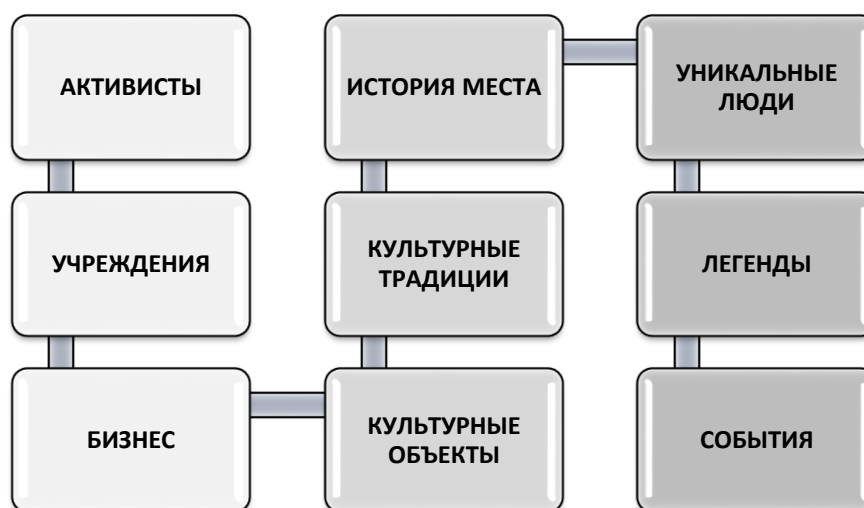 АКТИВИСТЫ
УЧРЕЖДЕНИЯ
БИЗНЕС
КУЛЬТУРНЫЕ
ОБЪЕКТЫ
КУЛЬТУРНЫЕ
ТРАДИЦИИ
ИСТОРИЯ МЕСТА
УНИКАЛЬНЫЕ
ЛЮДИ
ЛЕГЕНДЫ
СОБЫТИЯ